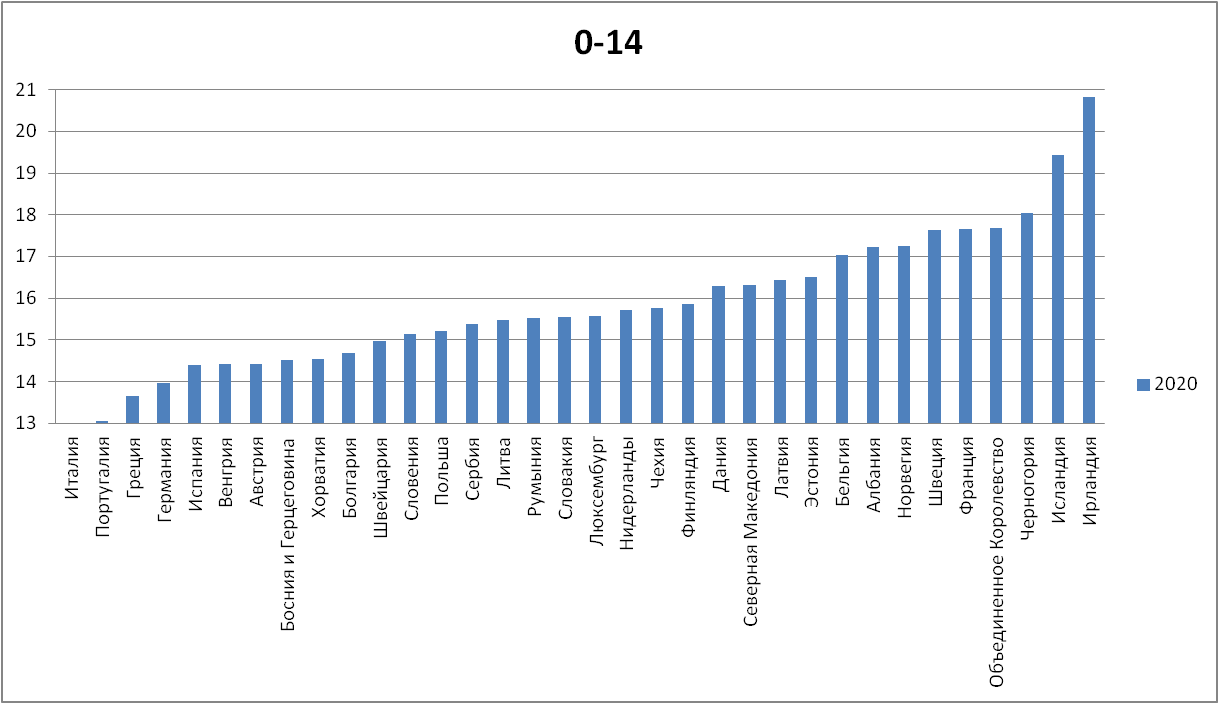 0-14
21
20
19
18
17
16
15
14
13
2020
Италия
Португалия
Греция
Германия
Испания
Венгрия
Австрия
Босния и Герцеговина
Хорватия
Болгария
Швейцария
Словения
Польша
Сербия
Литва
Румыния
Словакия
Люксембург
Нидерланды
Чехия
Финляндия
Дания
Северная Македония
Латвия
Эстония
Бельгия
Албания
Норвегия
Швеция
Франция
Объединенное Королевство
Черногория
Исландия
Ирландия